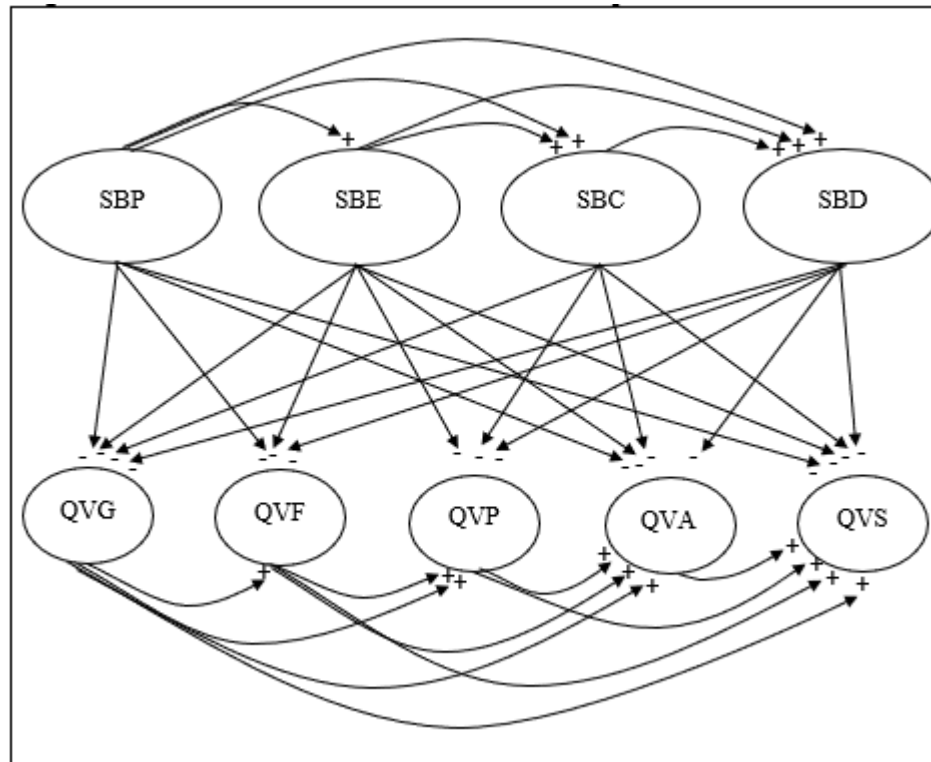 + + + + + +
SBP SBE SBC SBD
- - - - - - - - - - - - - - - - - -
QVG QVF QVP QVA QVS
+ + + + + + + + + +